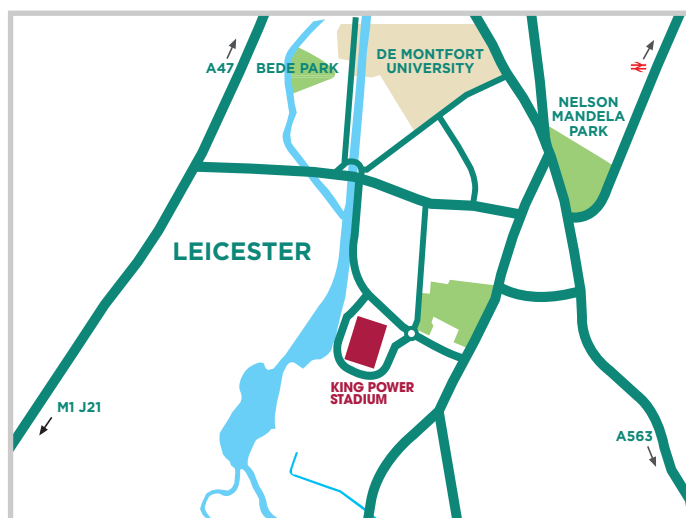 A47
BEDE PARK
DE MONTFORT
UNIVERSITY
NELSON
MANDELA
PARK
LEICESTER
KING POWER
STADIUM
M1 J21
A563